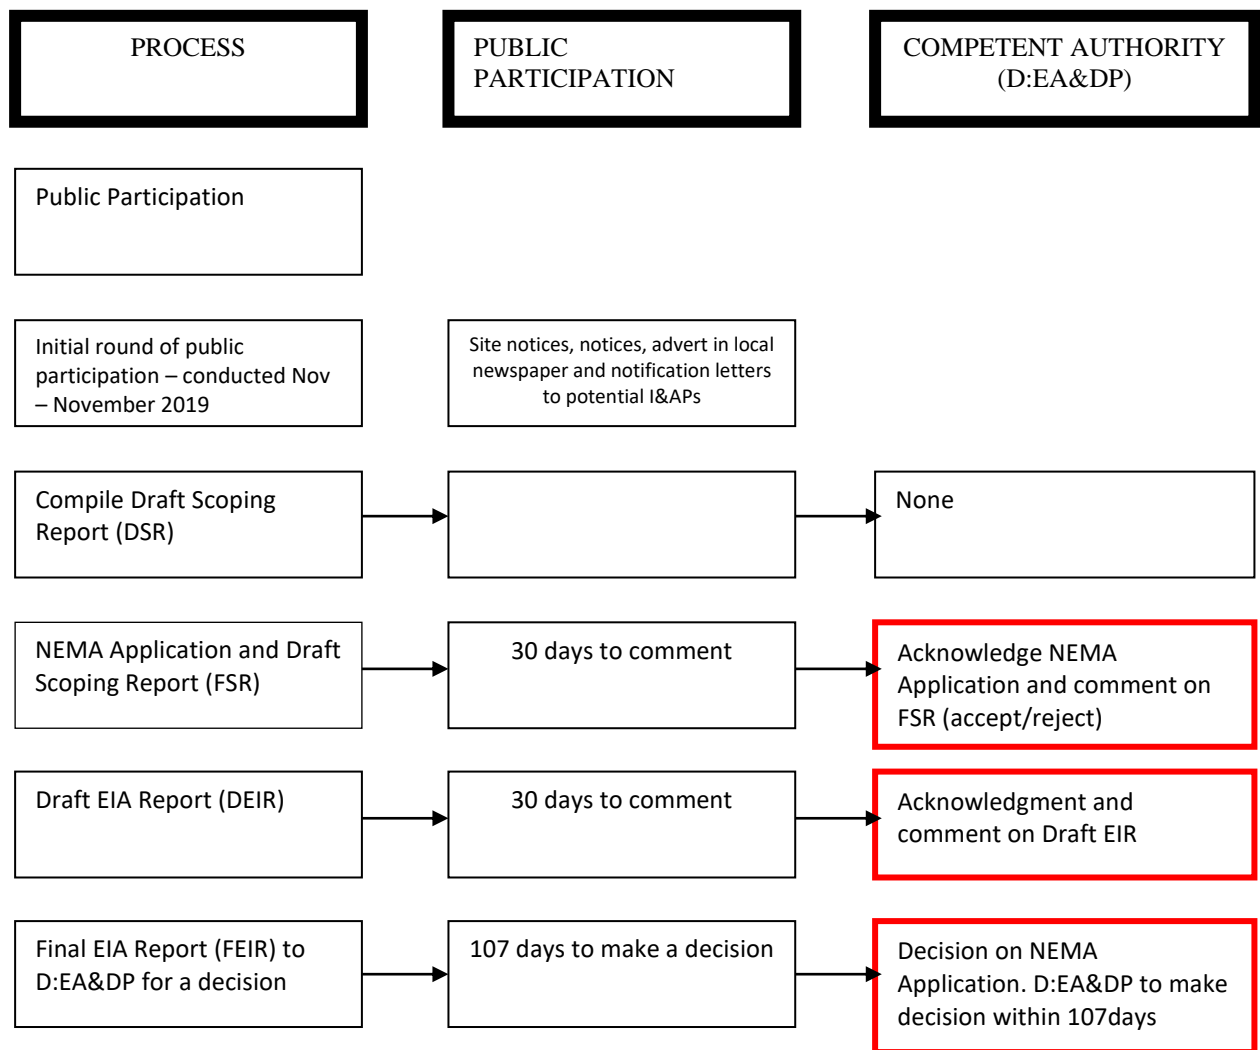 PROCESS
PUBLIC
PARTICIPATION
COMPETENT AUTHORITY
(D:EA&DP)
Public Participation
Initial round of public
participation – conducted Nov
– November 2019
Site notices, notices, advert in local
newspaper and notification letters
to potential I&APs
Compile Draft Scoping
Report (DSR)
None
NEMA Application and Draft
Scoping Report (FSR)
30 days to comment
Acknowledge NEMA
Application and comment on
FSR (accept/reject)
Draft EIA Report (DEIR)
30 days to comment
Acknowledgment and
comment on Draft EIR
Final EIA Report (FEIR) to
D:EA&DP for a decision
107 days to make a decision
Decision on NEMA
Application. D:EA&DP to make
decision within 107days